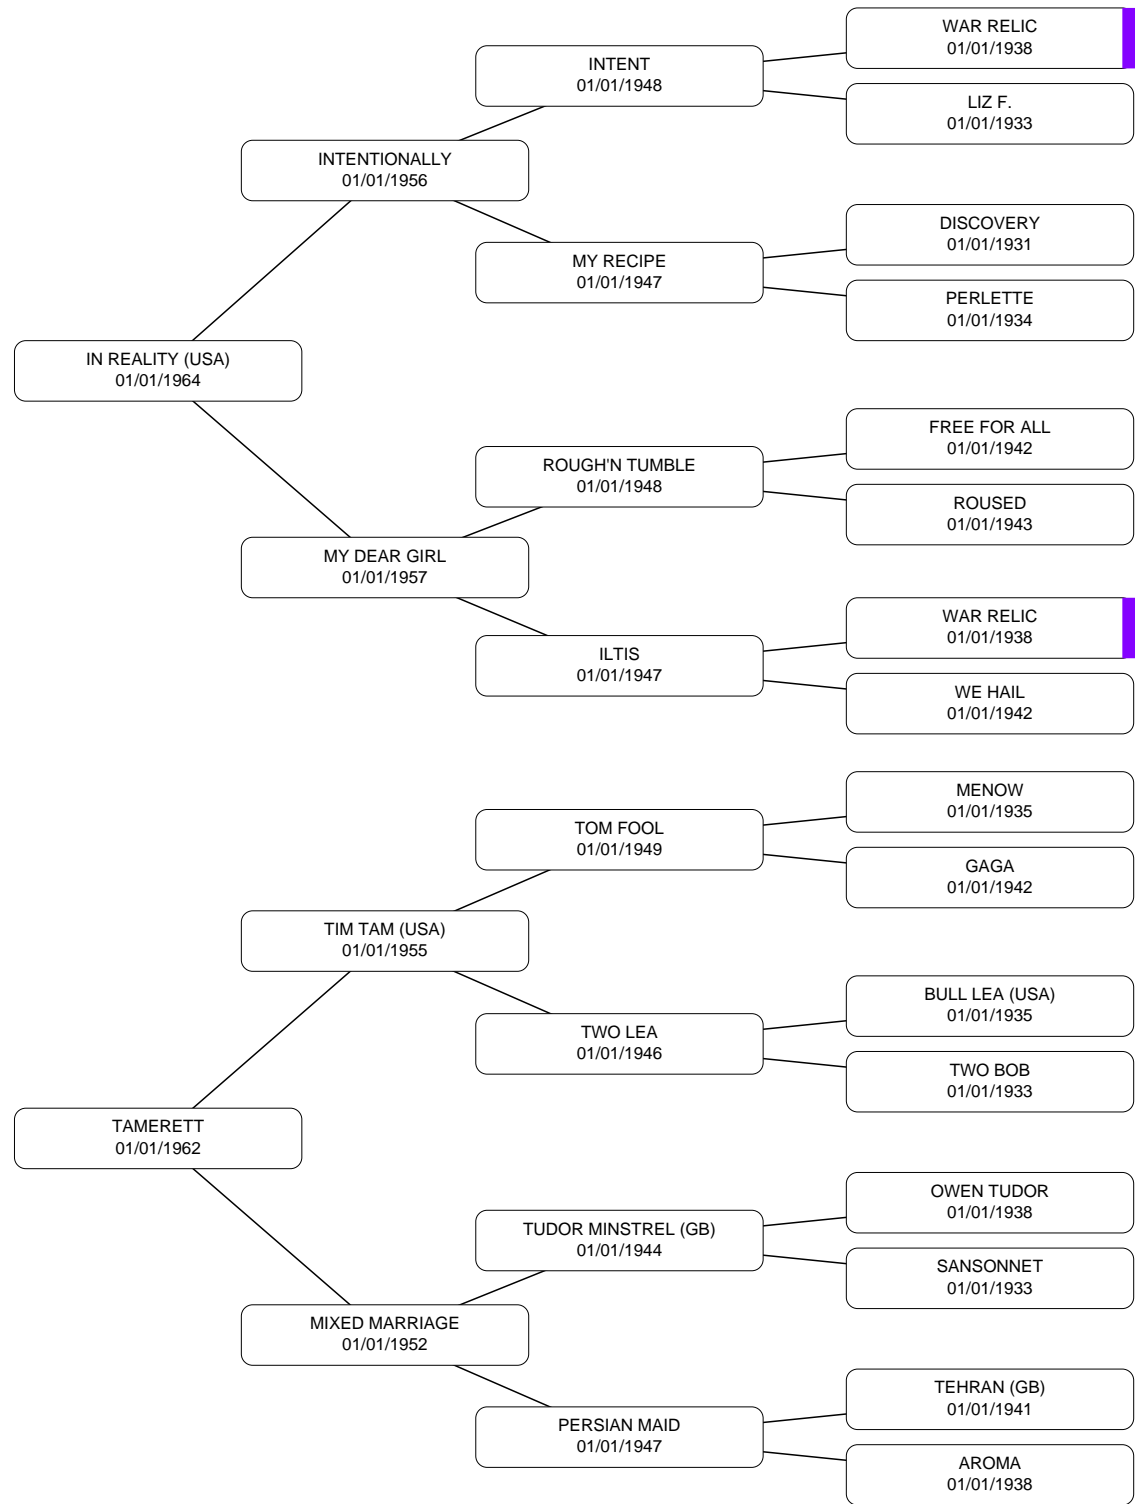 WAR RELIC
01/01/1938
INTENT
01/01/1948
LIZ F.
01/01/1933
INTENTIONALLY
01/01/1956
DISCOVERY
01/01/1931
MY RECIPE
01/01/1947
PERLETTE
01/01/1934
IN REALITY (USA)
01/01/1964
FREE FOR ALL
01/01/1942
ROUGH'N TUMBLE
01/01/1948
ROUSED
01/01/1943
MY DEAR GIRL
01/01/1957
WAR RELIC
01/01/1938
ILTIS
01/01/1947
WE HAIL
01/01/1942
MENOW
01/01/1935
TOM FOOL
01/01/1949
GAGA
01/01/1942
TIM TAM (USA)
01/01/1955
BULL LEA (USA)
01/01/1935
TWO LEA
01/01/1946
TWO BOB
01/01/1933
TAMERETT
01/01/1962
OWEN TUDOR
01/01/1938
TUDOR MINSTREL (GB)
01/01/1944
SANSONNET
01/01/1933
MIXED MARRIAGE
01/01/1952
TEHRAN (GB)
01/01/1941
PERSIAN MAID
01/01/1947
AROMA
01/01/1938